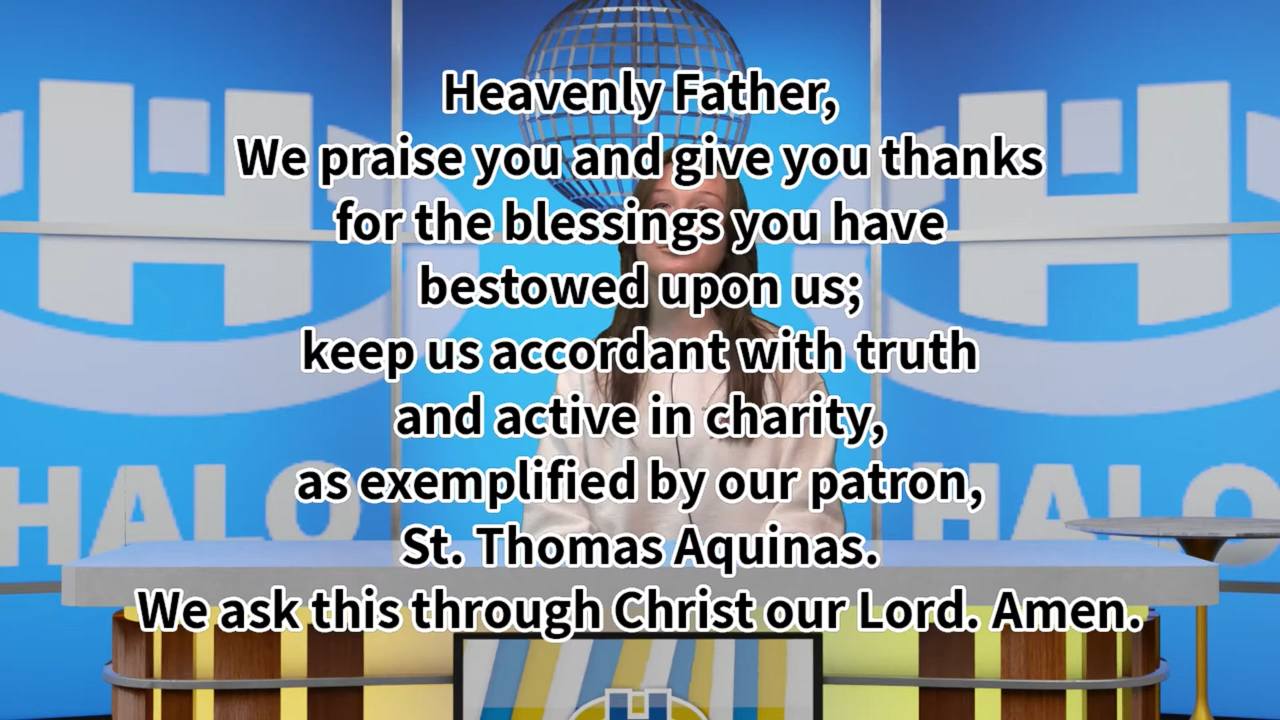 Heavenly Father,
We praise you and give you thanks
for the blessings you have
bestowed upon us;
keep us accordant with truth
and active in charity,
as exemplified by our patron,
St. Thomas Aquinas.
We ask this through Christ our Lord. Amen.
H H
HALO HALO